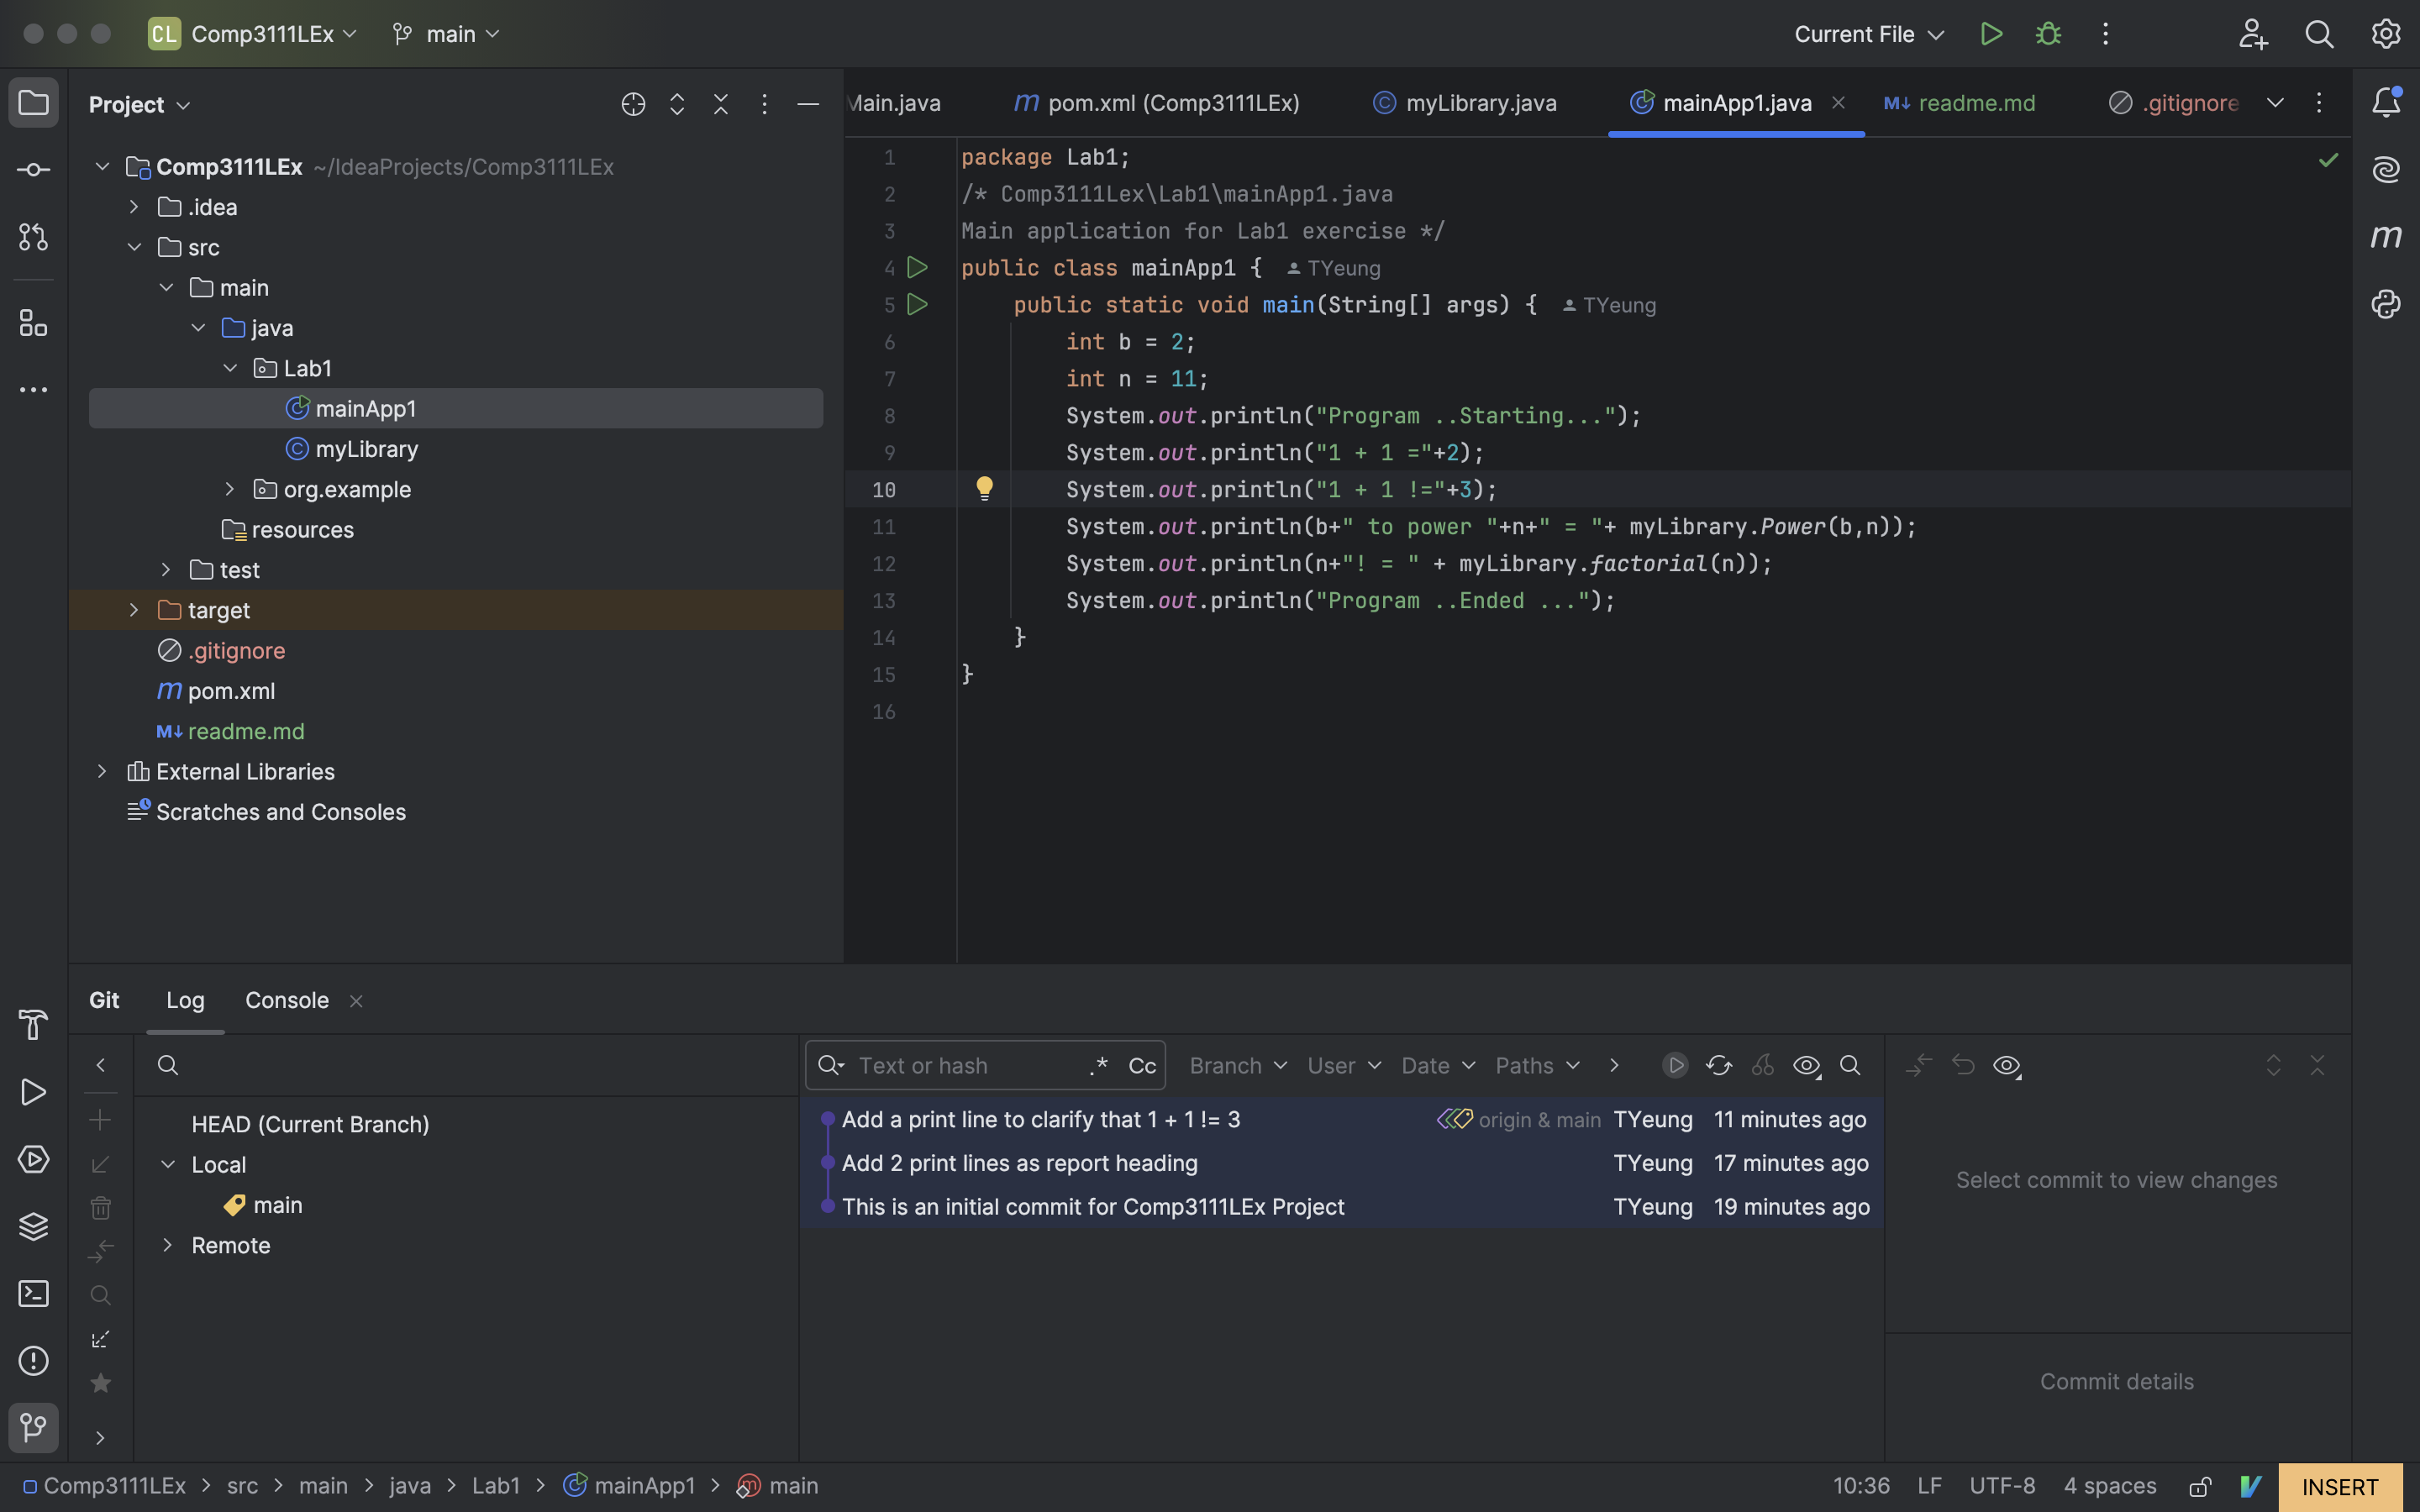 CL Comp3111LEx main Current File
Project
Main.java pom.xml (Comp3111LEx) myLibrary.java mainApp1.java readme.md .gitignore
Comp3111LEx ~/IdeaProjects/Comp3111LEx
.idea
src
main
java
Lab1
mainApp1
myLibrary
org.example
resources
test
target
.gitignore
pom.xml
readme.md
External Libraries
Scratches and Consoles
1 package Lab1;
2 /* Comp3111Lex\Lab1\mainApp1.java
3 Main application for Lab1 exercise */
4 public class mainApp1 { TYeung
5 public static void main(String[] args) { TYeung
6 int b = 2;
7 int n = 11;
8 System.out.println("Program ..Starting...");
9 System.out.println("1 + 1 ="+2);
10 System.out.println("1 + 1 !="+3);
11 System.out.println(b+" to power "+n+" = "+ myLibrary.Power(b,n));
12 System.out.println(n+"! = " + myLibrary.factorial(n));
13 System.out.println("Program ..Ended ...");
14 }
15 }
16
Git Log Console
Text or hash .* Cc Branch User Date Paths
HEAD (Current Branch)
Local
main
Remote
Add a print line to clarify that 1 + 1 != 3 origin & main TYeung 11 minutes ago
Add 2 print lines as report heading TYeung 17 minutes ago
This is an initial commit for Comp3111LEx Project TYeung 19 minutes ago
Select commit to view changes
Commit details
Comp3111LEx > src > main > java > Lab1 > mainApp1 > main 10:36 LF UTF-8 4 spaces INSERT